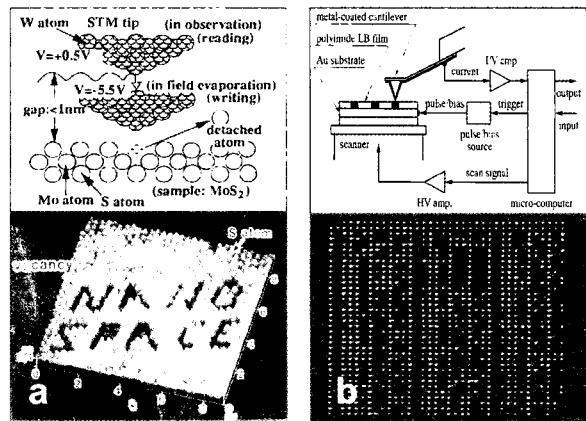 W atom
STM tip
(in observation)
(reading)
V=+0.5V
V=-5.5V
(in field evaporation)
(writing)
gap:<1nm
detached
atom
Mo atom
S atom
(sample: MoS₂)
S atom
vacancy
NANO
SPACE
a
metal-coated cantilever
polyimide LB film
Au substrate
current
I/V amp
output
pulse bias
trigger
input
pulse bias
source
scanner
scan signal
HV amp.
micro-computer
b